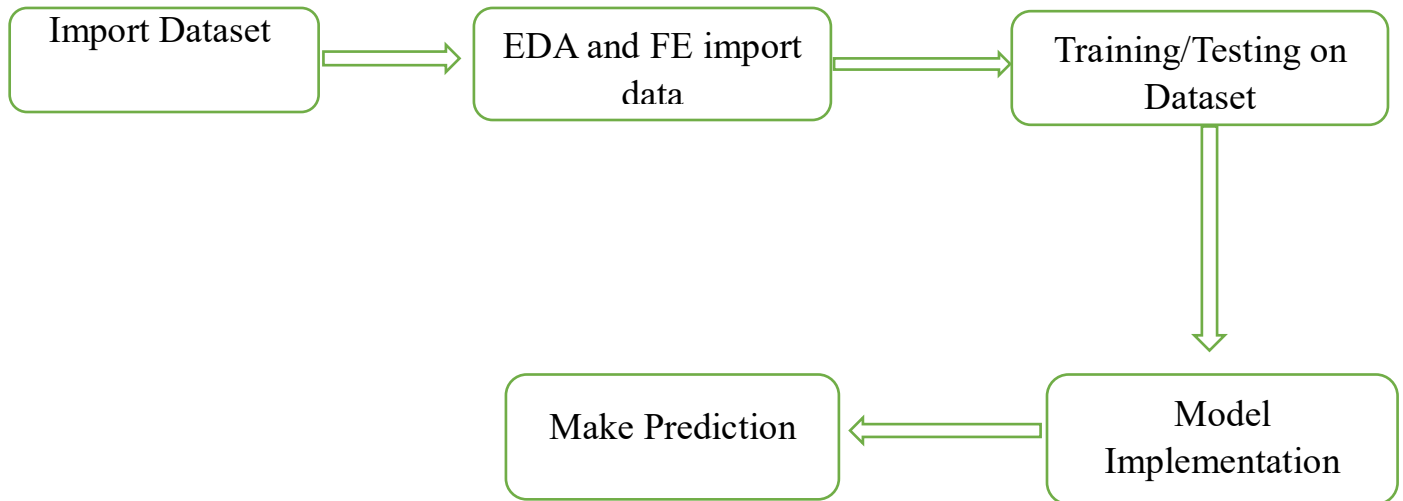 Import Dataset
EDA and FE import
data
Training/Testing on
Dataset
Model
Implementation
Make Prediction